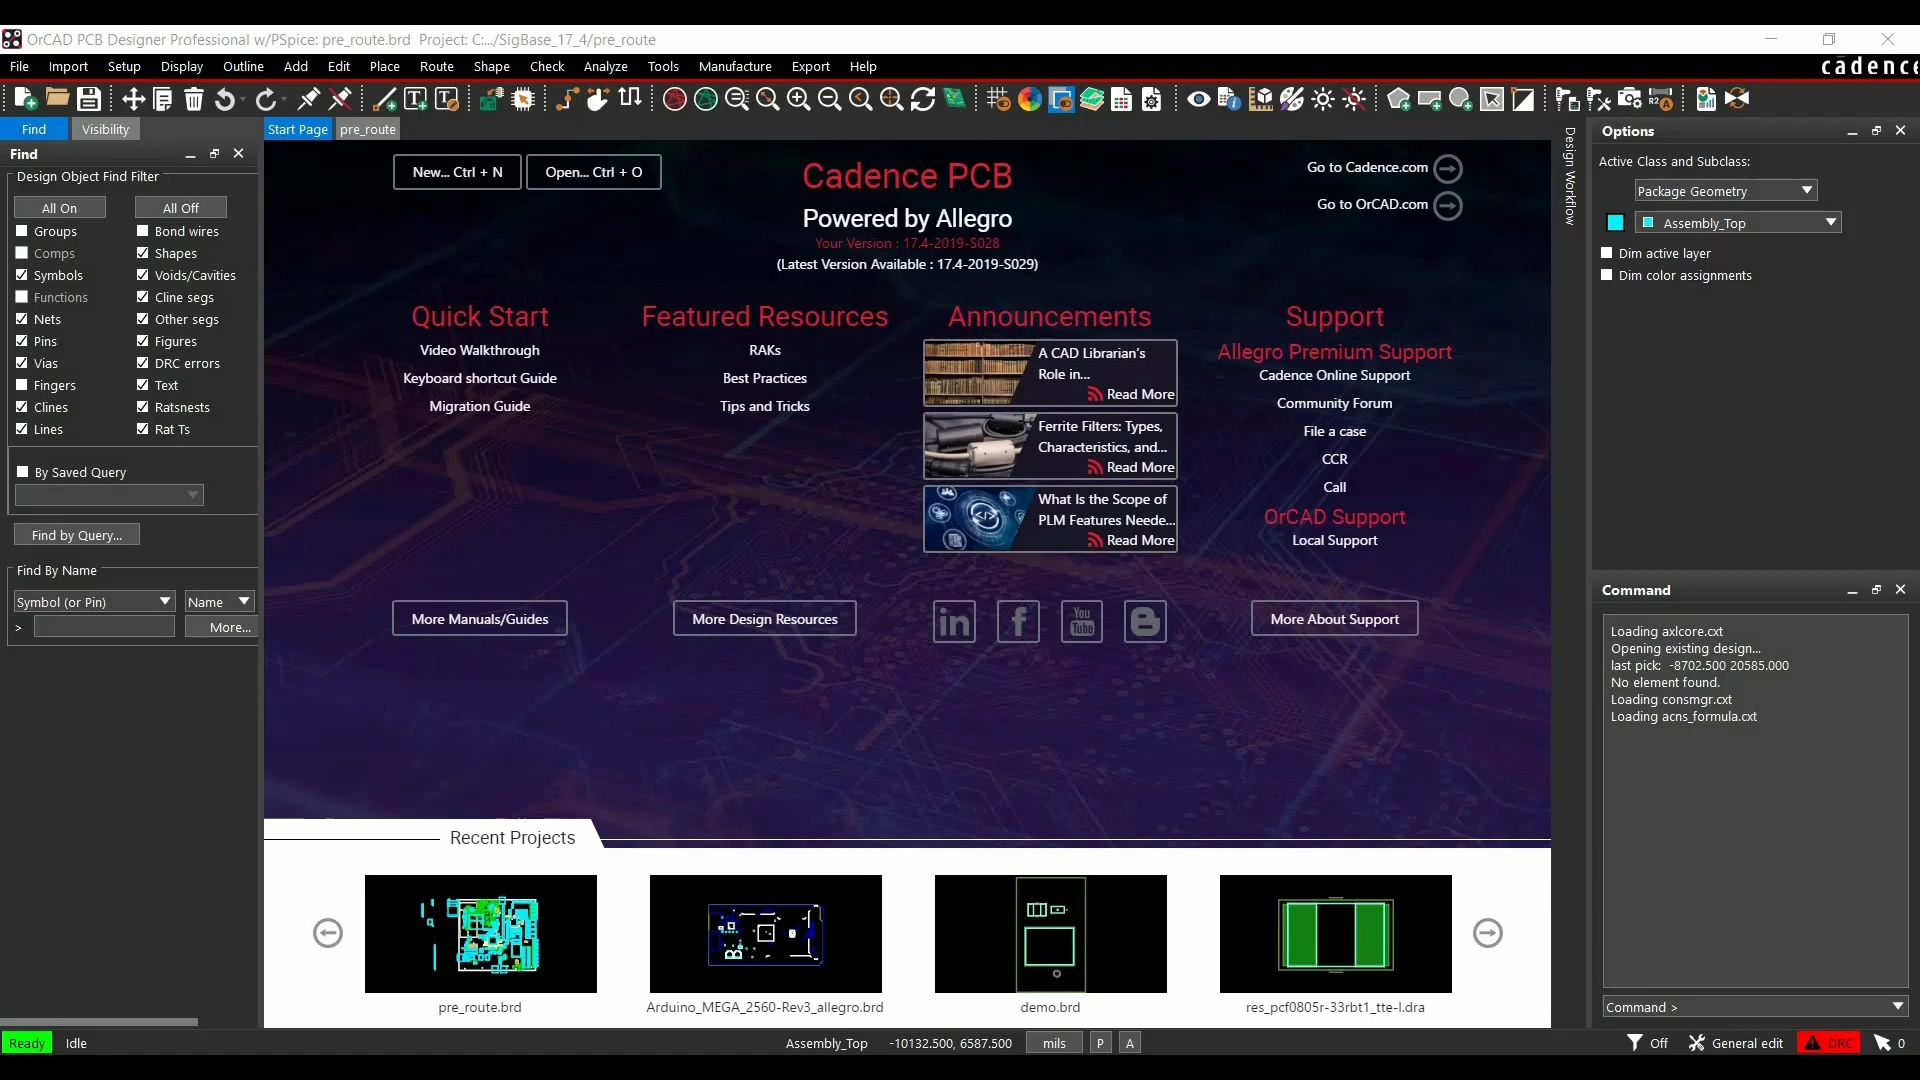 OrCAD PCB Designer Professional w/PSpice: pre_route.brd  Project: C:.../SigBase_17_4/pre_route
File Import Setup Display Outline Add Edit Place Route Shape Check Analyze Tools Manufacture Export Help
cādence
Find Visibility
Start Page pre_route
Find
Design Object Find Filter
All On All Off
Groups Bond wires
Comps Shapes
Symbols Voids/Cavities
Functions Cline segs
Nets Other segs
Pins Figures
Vias DRC errors
Fingers Text
Clines Ratsnests
Lines Rat Ts
By Saved Query
Find by Query...
Find By Name
Symbol (or Pin) Name
> More...
New... Ctrl + N Open... Ctrl + O
Cadence PCB
Powered by Allegro
Your Version : 17.4-2019-S028
(Latest Version Available : 17.4-2019-S029)
Go to Cadence.com
Go to OrCAD.com
Quick Start
Video Walkthrough
Keyboard shortcut Guide
Migration Guide
More Manuals/Guides
Featured Resources
RAKs
Best Practices
Tips and Tricks
More Design Resources
Announcements
A CAD Librarian's
Role in...
Read More
Ferrite Filters: Types,
Characteristics, and...
Read More
What Is the Scope of
PLM Features Neede...
Read More
in f You Tube B
Support
Allegro Premium Support
Cadence Online Support
Community Forum
File a case
CCR
Call
OrCAD Support
Local Support
More About Support
Recent Projects
pre_route.brd Arduino_MEGA_2560-Rev3_allegro.brd demo.brd res_pcf0805r-33rbt1_tte-l.dra
Design Workflow
Options
Active Class and Subclass:
Package Geometry
Assembly_Top
Dim active layer
Dim color assignments
Command
Loading axlcore.cxt
Opening existing design...
last pick:  -8702.500 20585.000
No element found.
Loading consmgr.cxt
Loading acns_formula.cxt
Command >
Ready Idle Assembly_Top -10132.500, 6587.500 mils P A Off General edit DRC 0